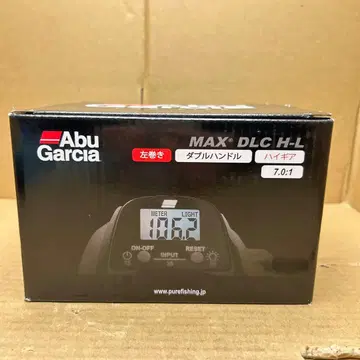 Abu
Garcia
MAX® DLC H-L
左巻き ダブルハンドル ハイギア
7.0:1
METER LIGHT
106.2
ON-OFF RESET
INPUT
www.purefishing.jp